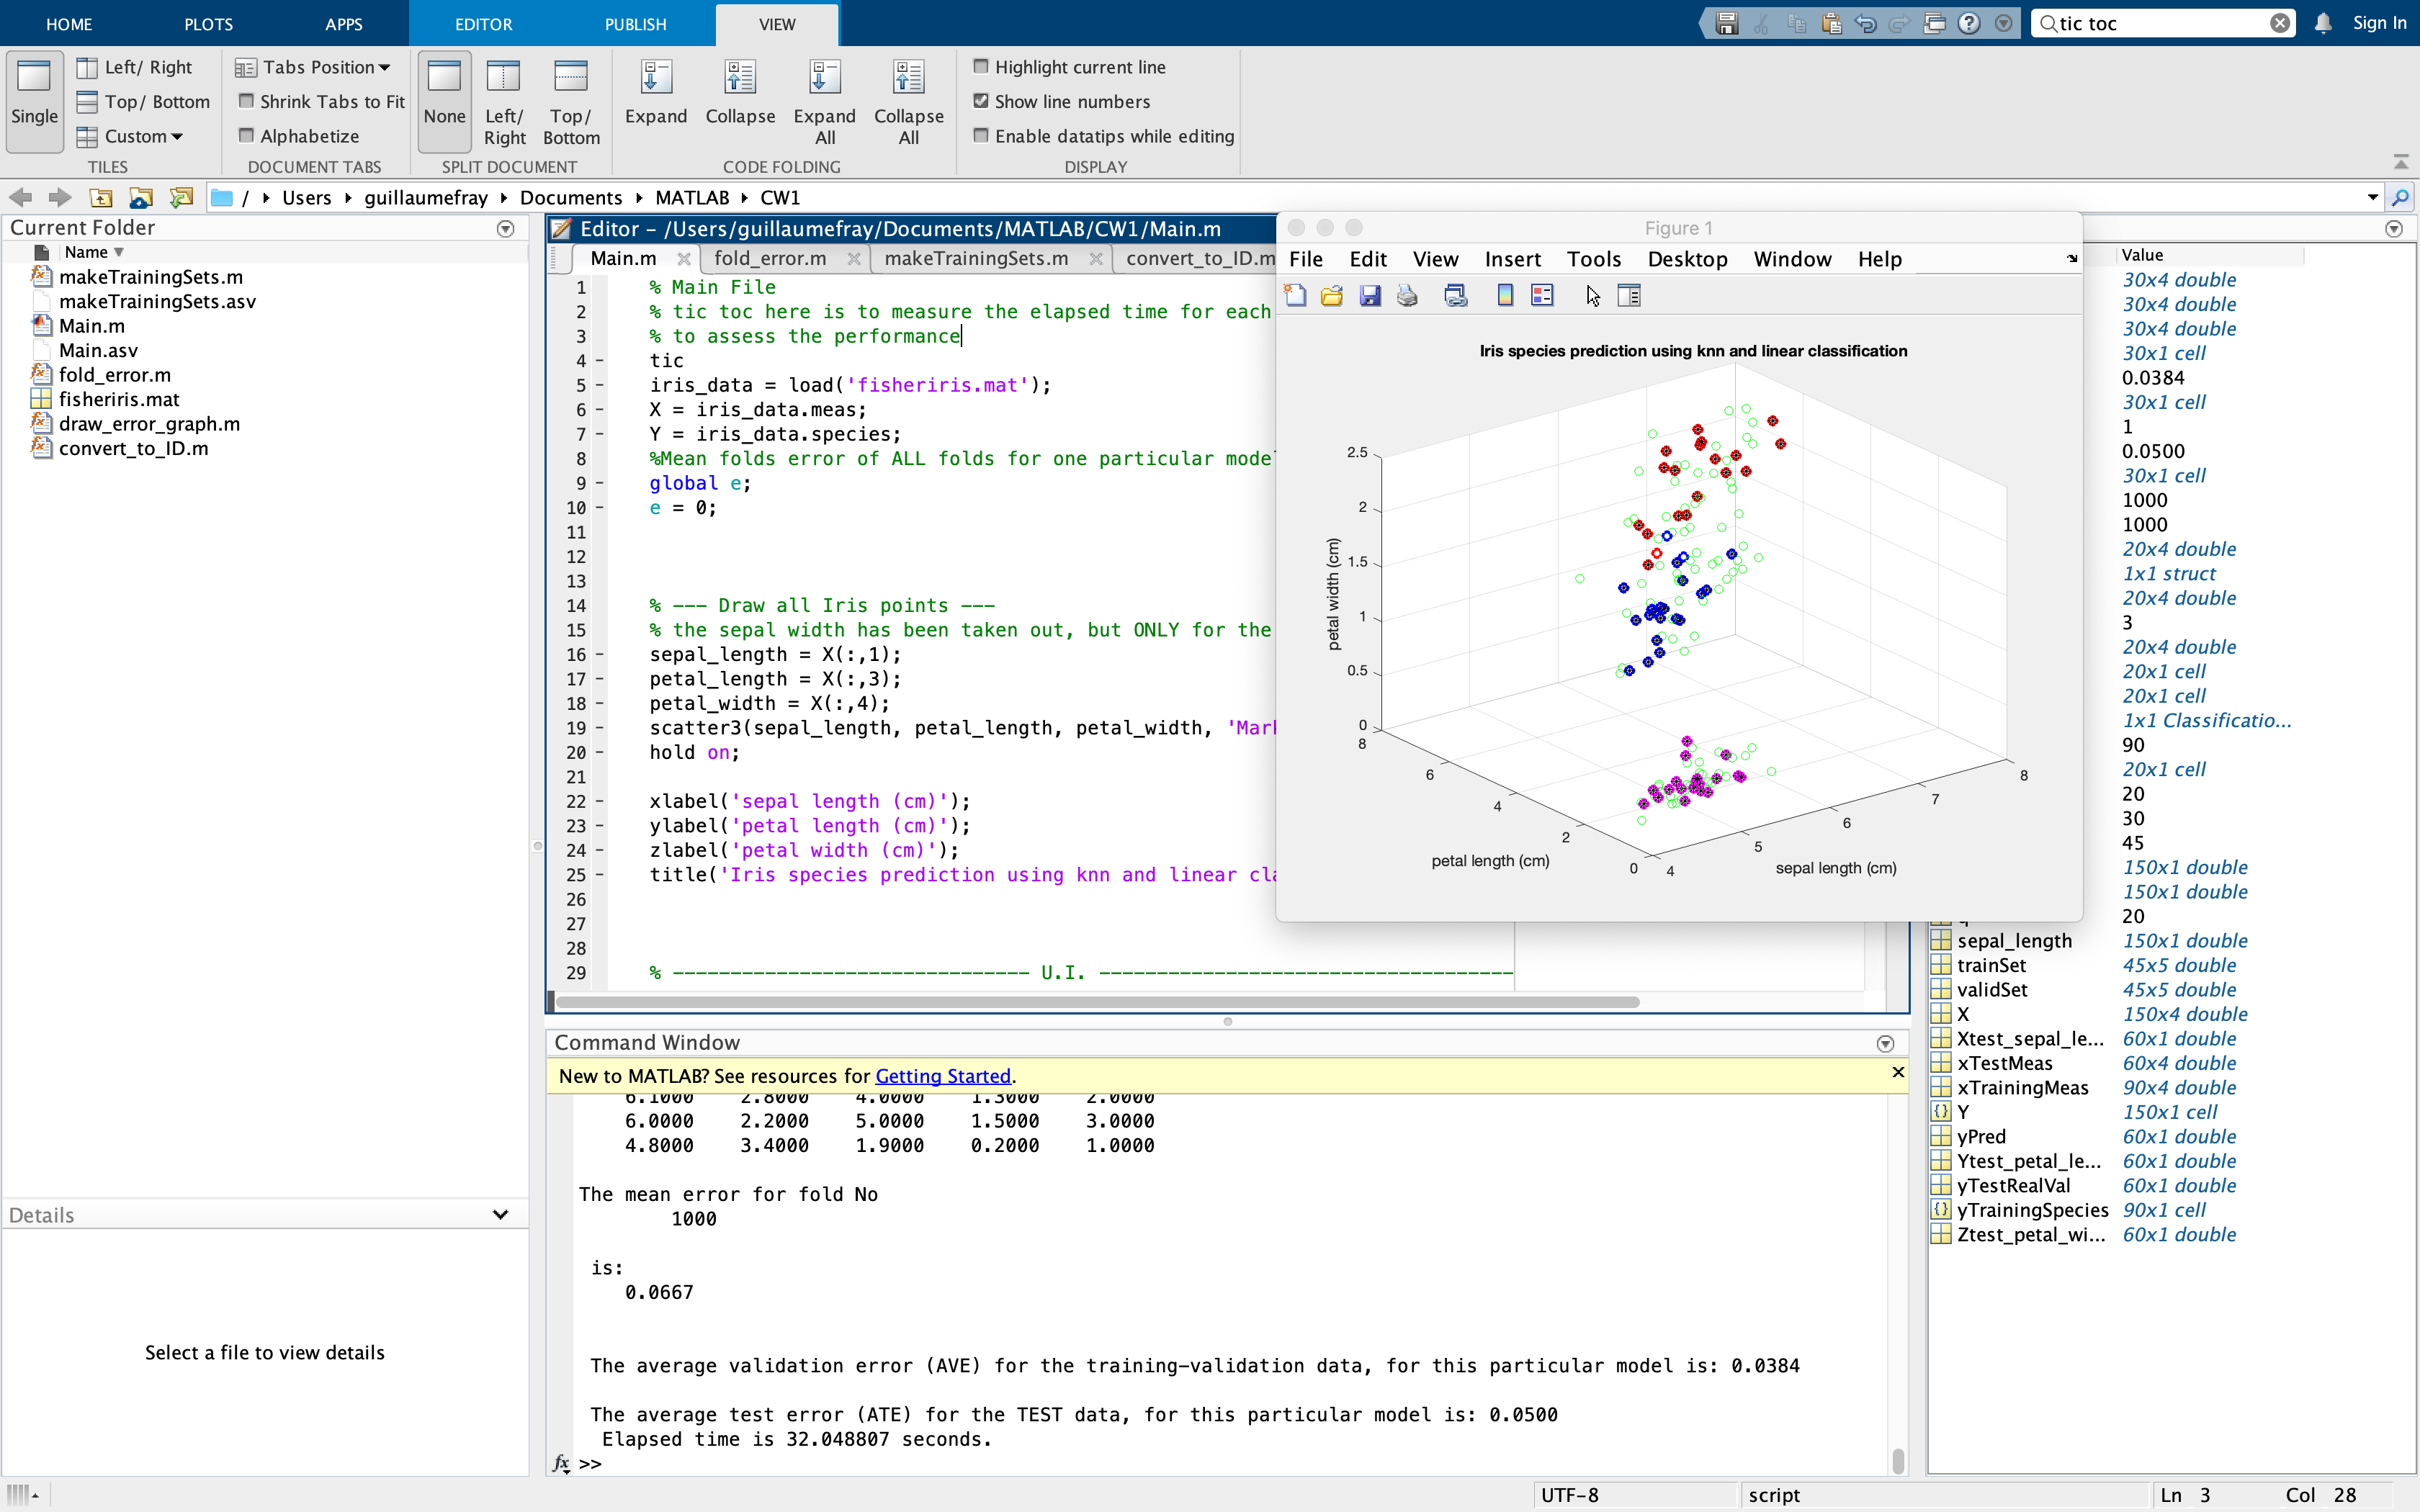 HOME PLOTS APPS EDITOR PUBLISH VIEW tic toc Sign In
Single Left/ Right Top/ Bottom Custom TILES
Tabs Position Shrink Tabs to Fit Alphabetize DOCUMENT TABS
None Left/ Right Top/ Bottom SPLIT DOCUMENT
Expand Collapse Expand All Collapse All CODE FOLDING
Highlight current line Show line numbers Enable datatips while editing DISPLAY
/ Users guillaumefray Documents MATLAB CW1
Current Folder
Name
makeTrainingSets.m
makeTrainingSets.asv
Main.m
Main.asv
fold_error.m
fisheriris.mat
draw_error_graph.m
convert_to_ID.m
Details
Select a file to view details
Editor - /Users/guillaumefray/Documents/MATLAB/CW1/Main.m
Main.m fold_error.m makeTrainingSets.m convert_to_ID.m
1 % Main File
2 % tic toc here is to measure the elapsed time for each
3 % to assess the performance
4 - tic
5 - iris_data = load('fisheriris.mat');
6 - X = iris_data.meas;
7 - Y = iris_data.species;
8 %Mean folds error of ALL folds for one particular mode
9 - global e;
10 - e = 0;
11
12
13
14 % --- Draw all Iris points ---
15 % the sepal width has been taken out, but ONLY for the
16 - sepal_length = X(:,1);
17 - petal_length = X(:,3);
18 - petal_width = X(:,4);
19 - scatter3(sepal_length, petal_length, petal_width, 'Mar
20 - hold on;
21
22 - xlabel('sepal length (cm)');
23 - ylabel('petal length (cm)');
24 - zlabel('petal width (cm)');
25 - title('Iris species prediction using knn and linear cla
26
27
28
29 % ------------------------------- U.I. ------------------------------------
Figure 1
File Edit View Insert Tools Desktop Window Help
Iris species prediction using knn and linear classification
petal width (cm)
2.5
2
1.5
1
0.5
0
8
6
4
2
0
petal length (cm)
4
5
6
7
8
sepal length (cm)
Command Window
New to MATLAB? See resources for Getting Started.
6.1000 2.8000 4.0000 1.3000 2.0000
6.0000 2.2000 5.0000 1.5000 3.0000
4.8000 3.4000 1.9000 0.2000 1.0000
The mean error for fold No
1000
is:
0.0667
The average validation error (AVE) for the training-validation data, for this particular model is: 0.0384
The average test error (ATE) for the TEST data, for this particular model is: 0.0500
Elapsed time is 32.048807 seconds.
fx >>
Value
30x4 double
30x4 double
30x4 double
30x1 cell
0.0384
30x1 cell
1
0.0500
30x1 cell
1000
1000
20x4 double
1x1 struct
20x4 double
3
20x4 double
20x1 cell
20x1 cell
1x1 Classificatio...
90
20x1 cell
20
30
45
150x1 double
150x1 double
20
sepal_length 150x1 double
trainSet 45x5 double
validSet 45x5 double
X 150x4 double
Xtest_sepal_le... 60x1 double
xTestMeas 60x4 double
xTrainingMeas 90x4 double
Y 150x1 cell
yPred 60x1 double
Ytest_petal_le... 60x1 double
yTestRealVal 60x1 double
yTrainingSpecies 90x1 cell
Ztest_petal_wi... 60x1 double
UTF-8 script Ln 3 Col 28